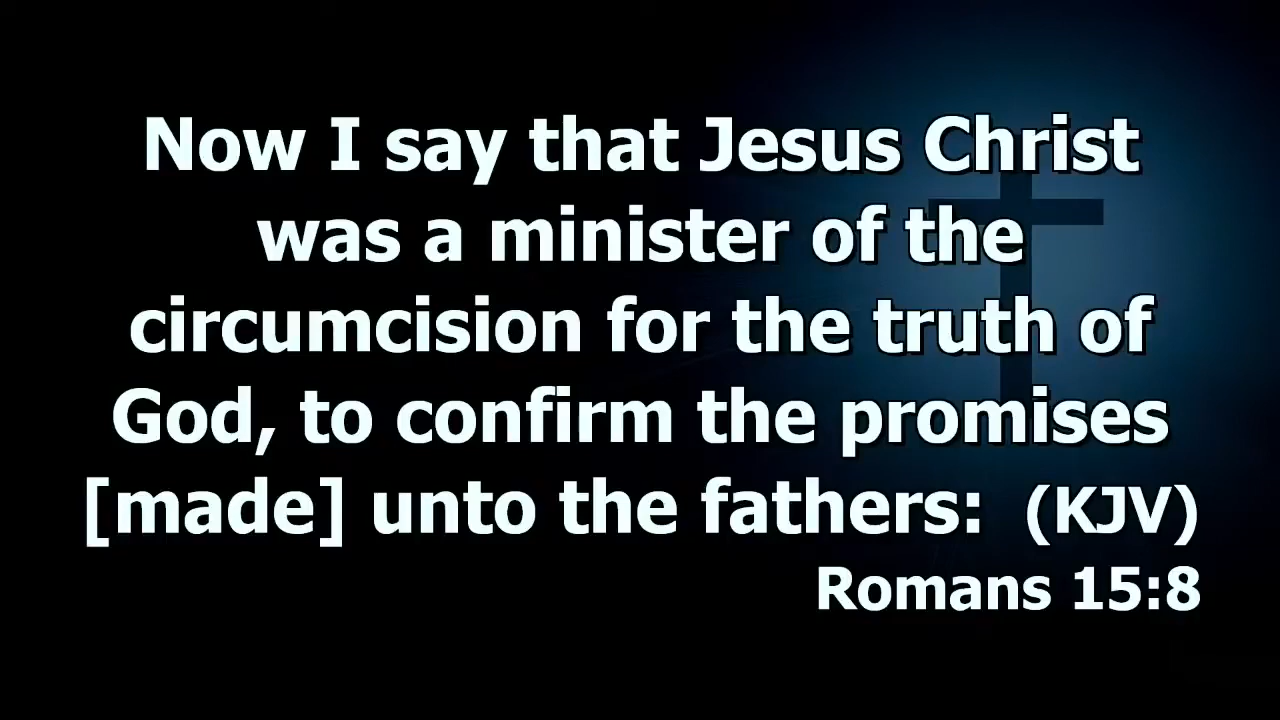 Now I say that Jesus Christ
was a minister of the
circumcision for the truth of
God, to confirm the promises
[made] unto the fathers: (KJV)
Romans 15:8